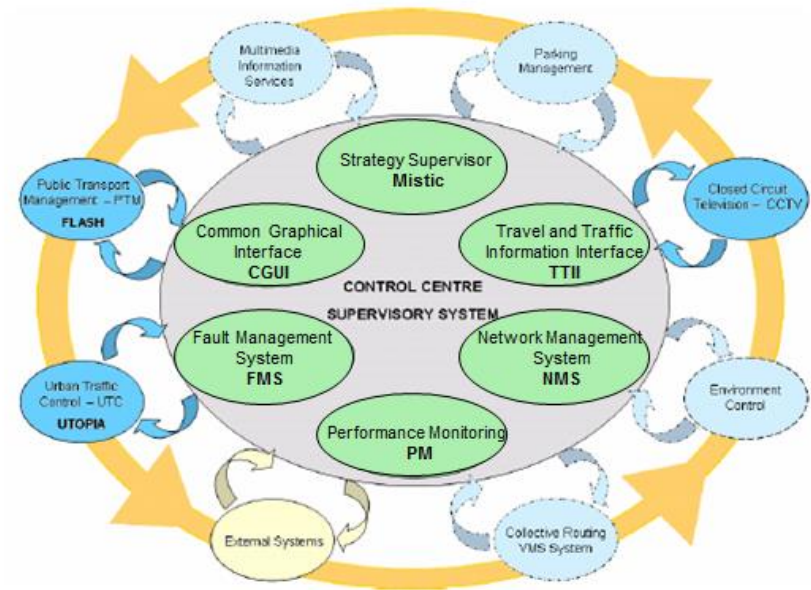 Multimedia
Information
Services
Parking
Management
Strategy Supervisor
Mistic
Public Transport
Management – PTM
FLASH
Common Graphical
Interface
CGUI
Travel and Traffic
Information Interface
TTII
Closed Circuit
Television – CCTV
CONTROL CENTRE
SUPERVISORY SYSTEM
Fault Management
System
FMS
Network Management
System
NMS
Urban Traffic
Control – UTC
UTOPIA
Environment
Control
Performance Monitoring
PM
External Systems
Collective Routing
VMS System